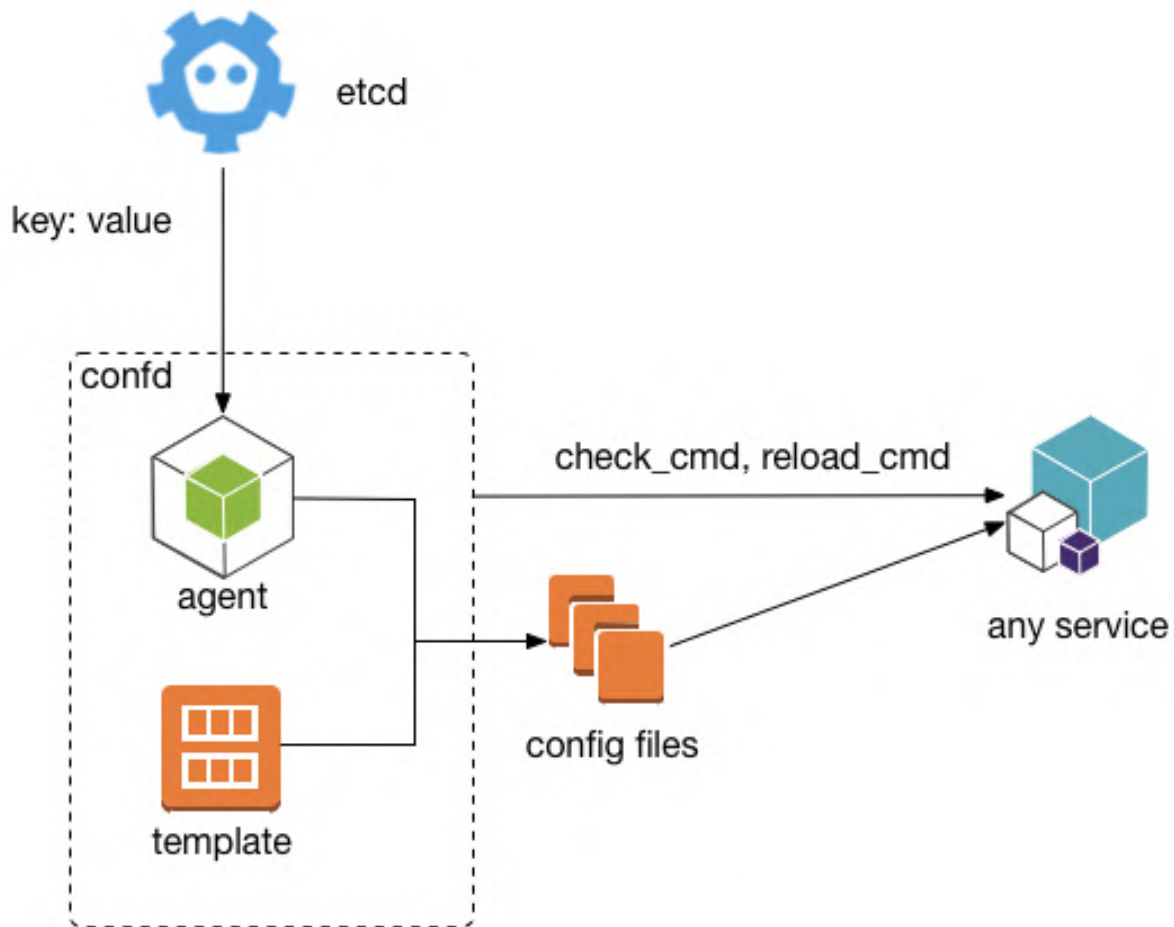 etcd
key: value
confd
check_cmd, reload_cmd
agent
any service
config files
template